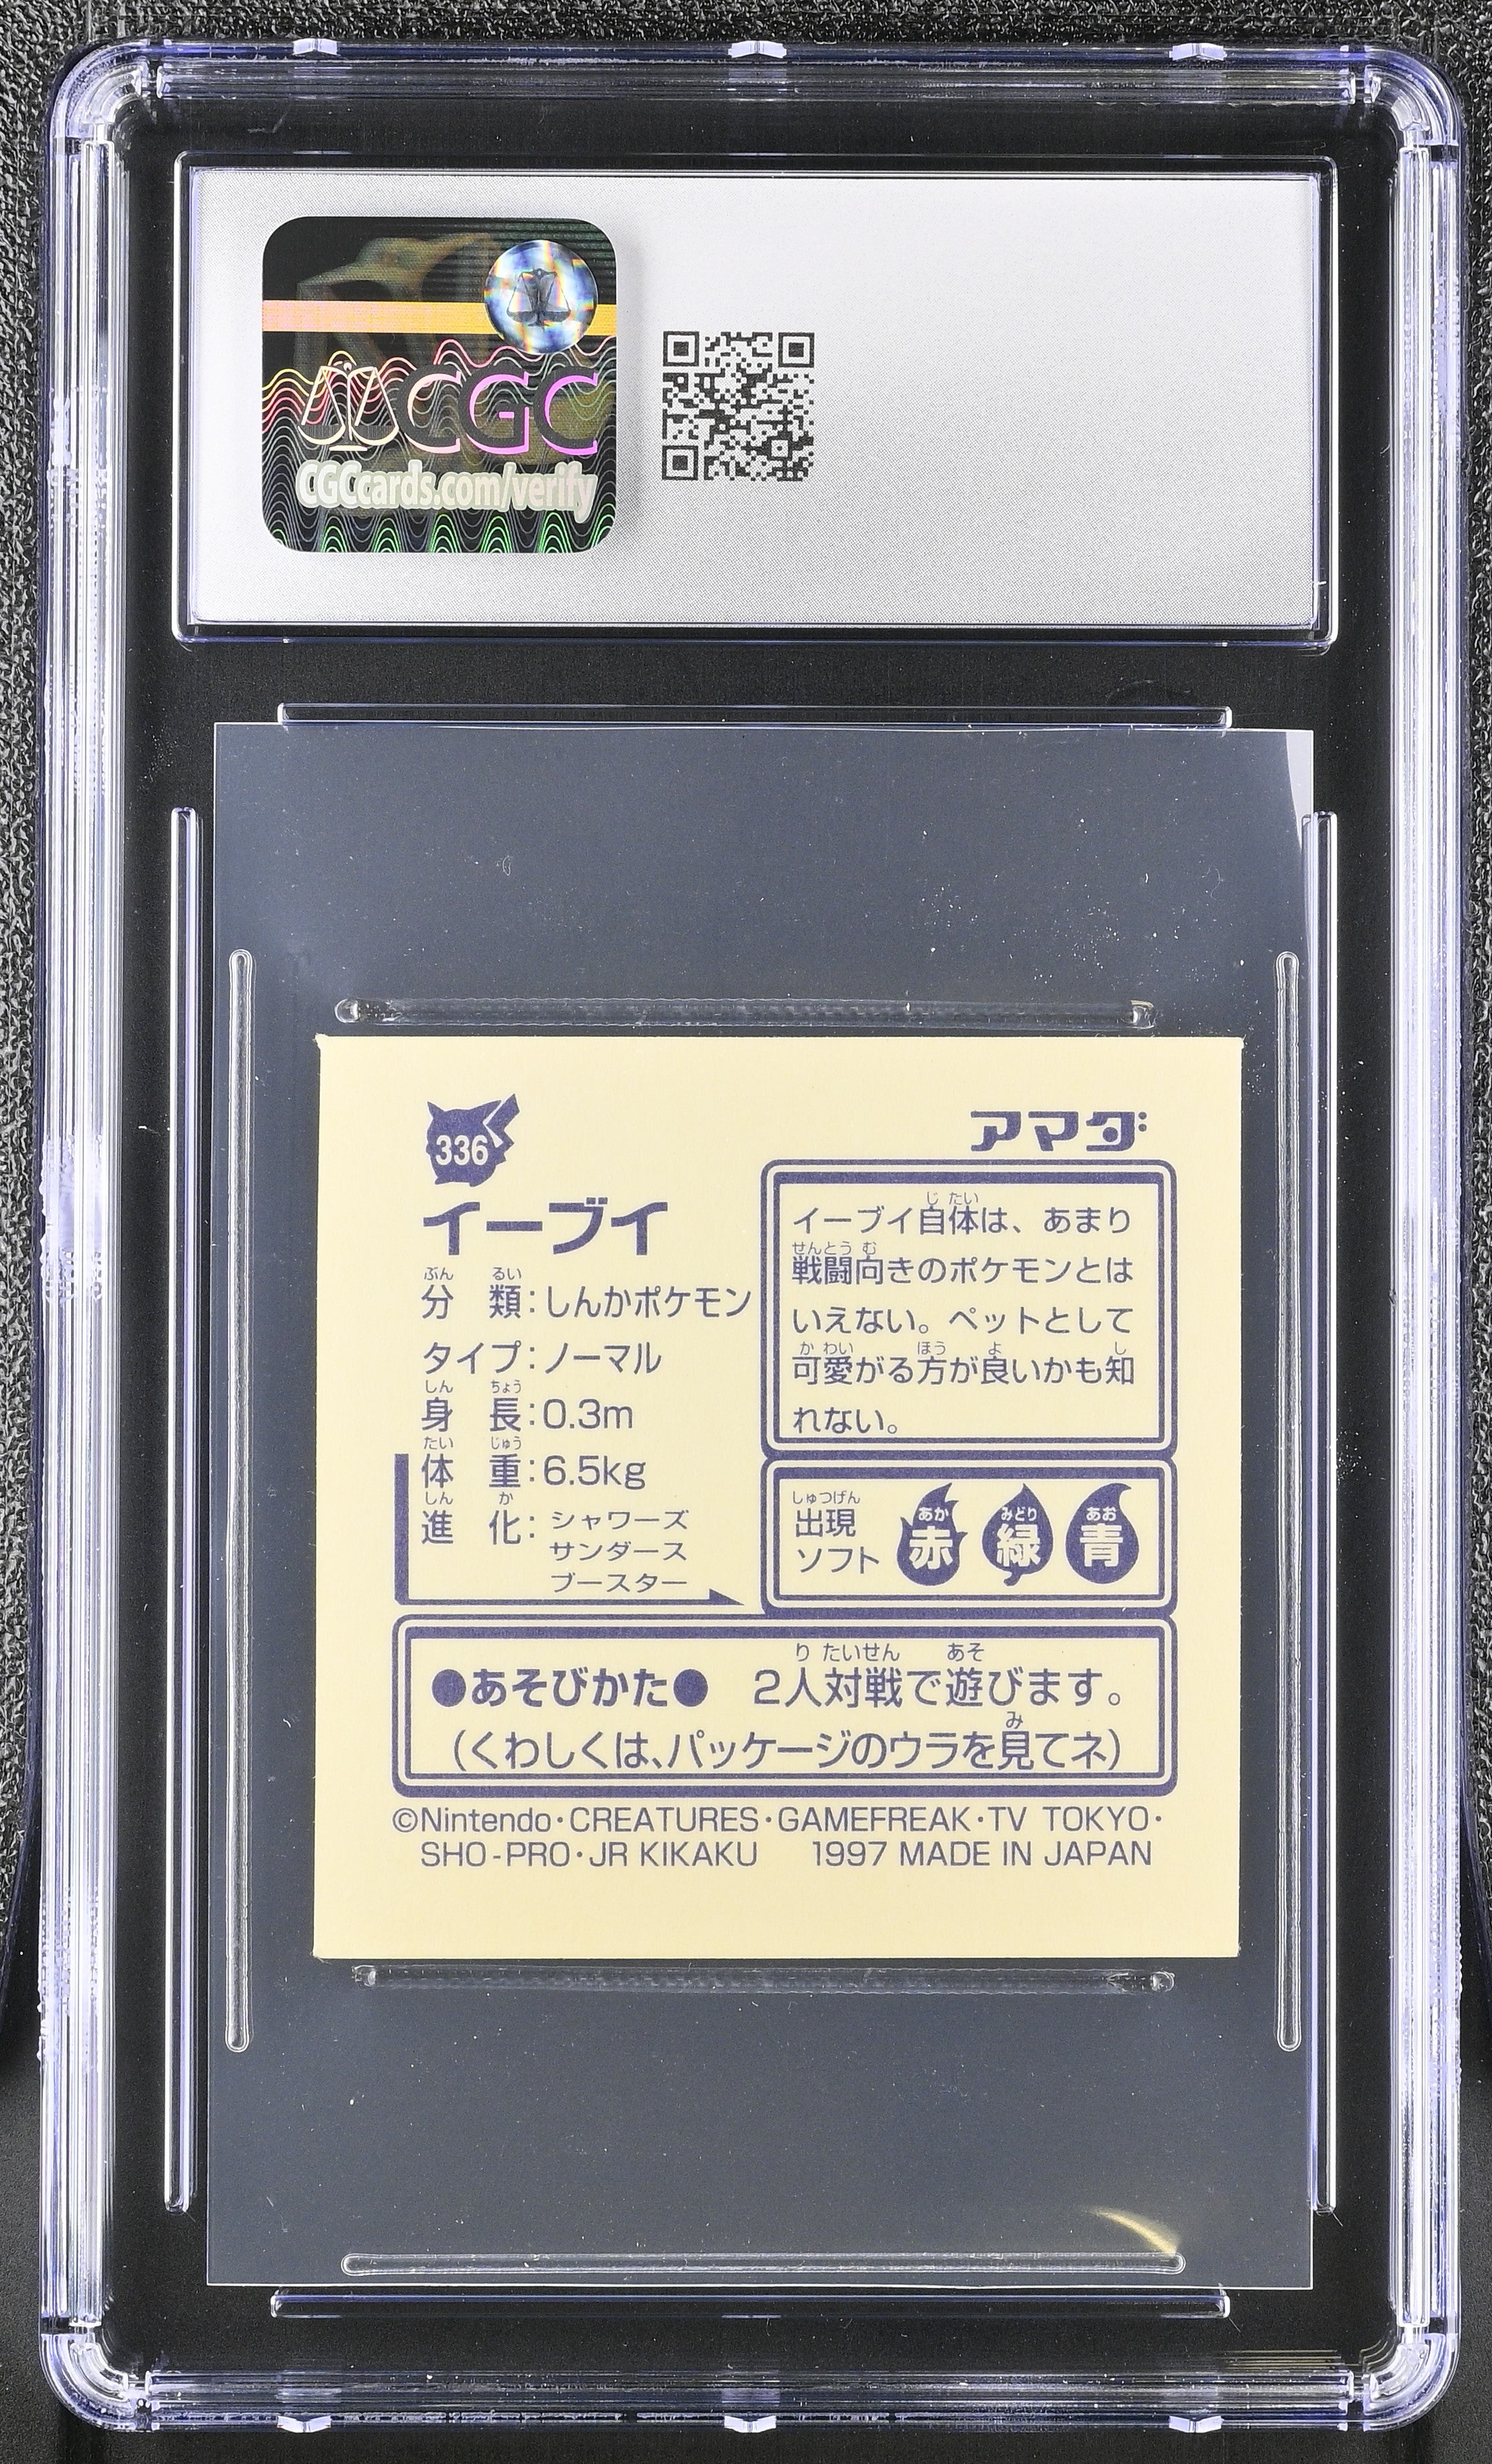 CGC
CGCcards.com/verify
336
アマダ
イーブイ
ぶん るい
分 類：しんかポケモン
タイプ：ノーマル
しん ちょう
身 長：0.3m
たい じゅう
体 重：6.5kg
しん か
進 化：シャワーズ
サンダース
ブースター
じ たい
イーブイ自体は、あまり
せんとう む
戦闘向きのポケモンとは
いえない。ペットとして
か わい ほう よ し
可愛がる方が良いかも知
れない。
しゅつげん
出現
ソフト
あか みどり あお
赤 緑 青
り たいせん あそ
●あそびかた● 2人対戦で遊びます。
み
（くわしくは、パッケージのウラを見てネ）
©Nintendo・CREATURES・GAMEFREAK・TV TOKYO・
SHO-PRO・JR KIKAKU 1997 MADE IN JAPAN